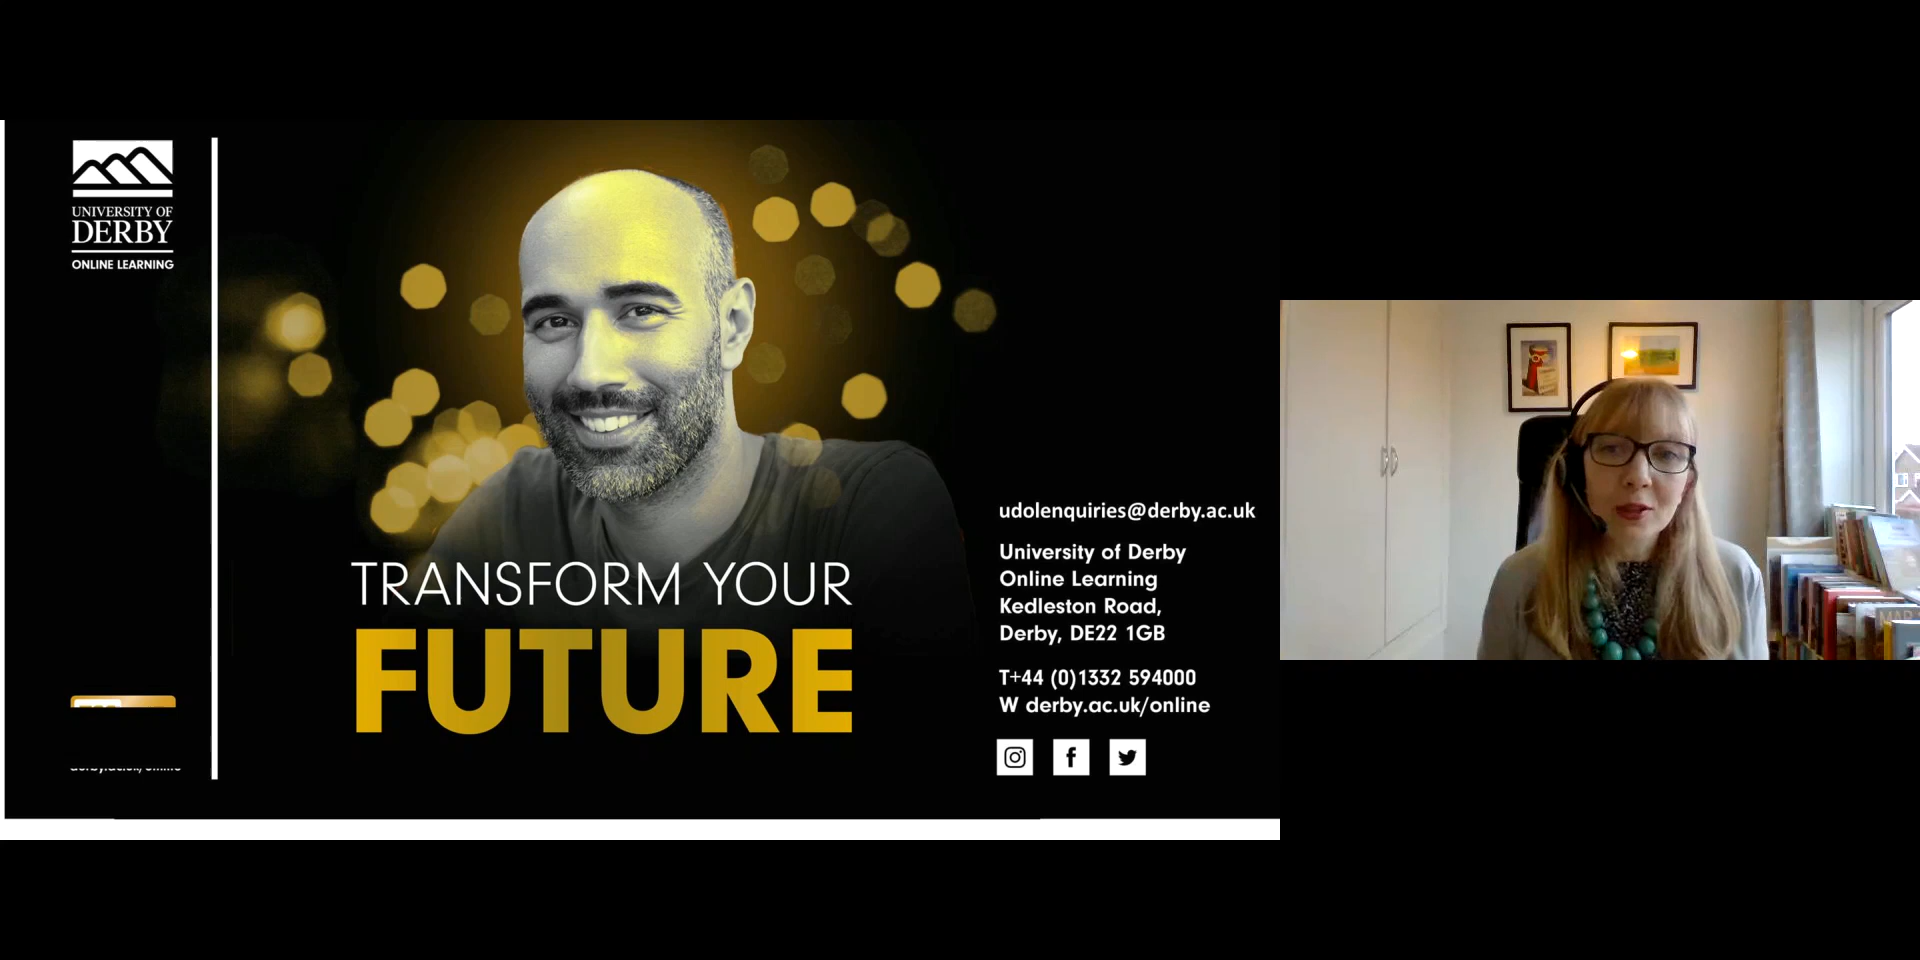 UNIVERSITY OF
DERBY
ONLINE LEARNING
TRANSFORM YOUR
FUTURE
udolenquiries@derby.ac.uk
University of Derby
Online Learning
Kedleston Road,
Derby, DE22 1GB
T+44 (0)1332 594000
W derby.ac.uk/online